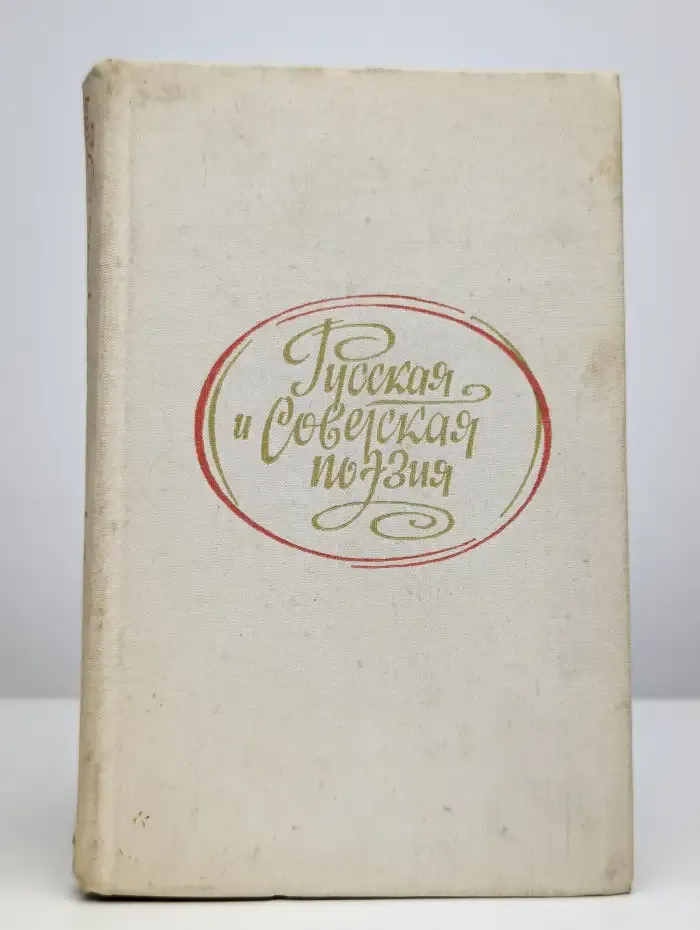 Русская
и Советская
поэзия